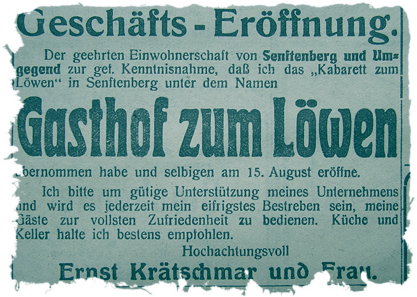 Geschäfts-Eröffnung.
Der geehrten Einwohnerschaft von Senftenberg und Um-
gegend zur gef. Kenntnisnahme, daß ich das „Kabarett zum
Löwen" in Senftenberg unter dem Namen
Gasthof zum Löwen
übernommen habe und selbigen am 15. August eröffne.
Ich bitte um gütige Unterstützung meines Unternehmens
und wird es jederzeit mein eifrigstes Bestreben sein, meine
Gäste zur vollsten Zufriedenheit zu bedienen. Küche und
Keller halte ich bestens empfohlen.
Hochachtungsvoll
Ernst Krätschmar und Frau.